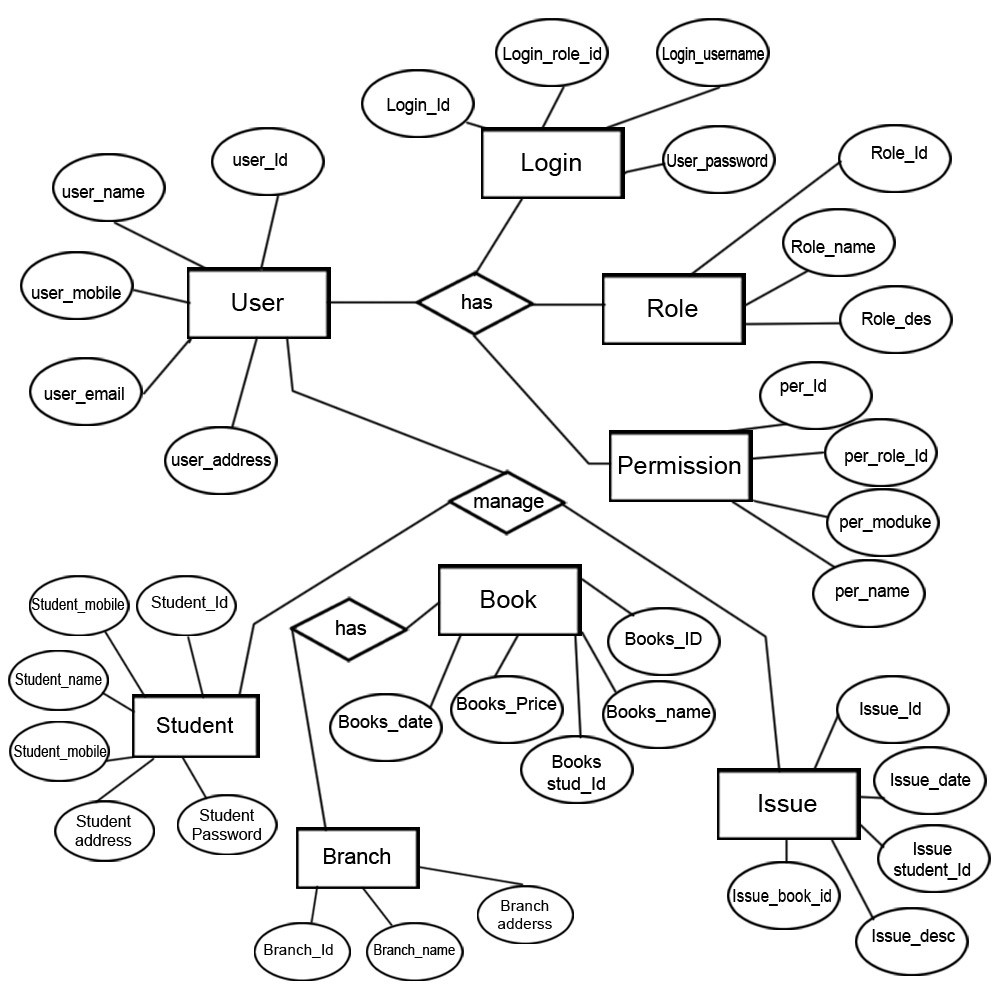 Login_role_id
Login_username
Login_Id
Login
User_password
user_Id
user_name
Role_Id
Role_name
user_mobile
User
has
Role
Role_des
user_email
per_Id
user_address
Permission
per_role_Id
manage
per_moduke
per_name
Student_mobile
Student_Id
Book
has
Books_ID
Student_name
Books_date
Books_Price
Books_name
Student
Student_mobile
Books
stud_Id
Issue_Id
Issue_date
Student
address
Student
Password
Issue
Issue
student_Id
Branch
Issue_book_id
Branch
adderss
Issue_desc
Branch_Id
Branch_name